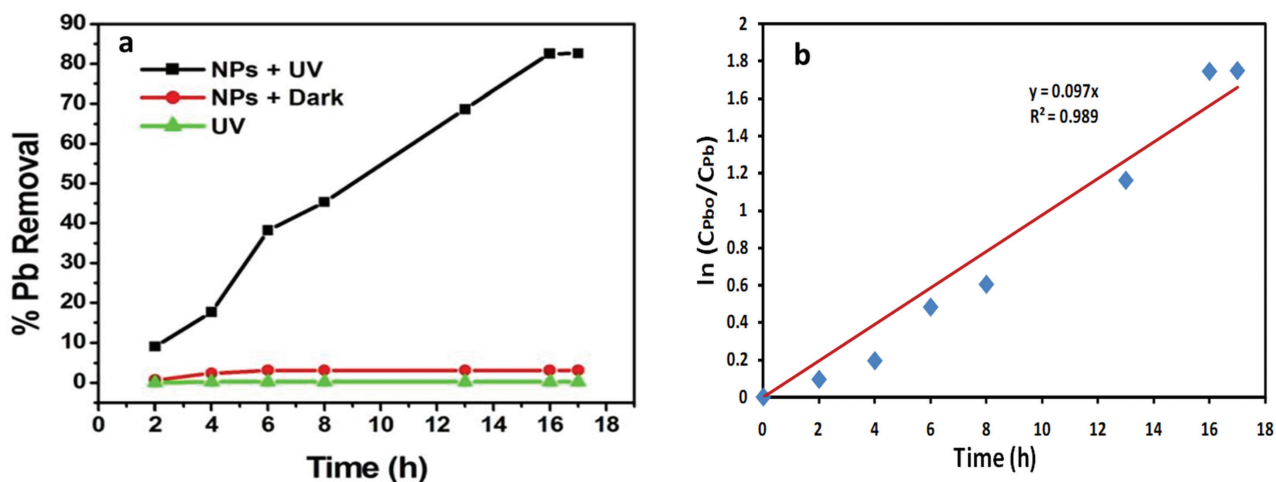 a
NPs + UV
NPs + Dark
UV
% Pb Removal
90
80
70
60
50
40
30
20
10
0
0 2 4 6 8 10 12 14 16 18
Time (h)
b
y = 0.097x
R² = 0.989
ln (CPbo/CPb)
2
1.8
1.6
1.4
1.2
1
0.8
0.6
0.4
0.2
0
0 2 4 6 8 10 12 14 16 18
Time (h)